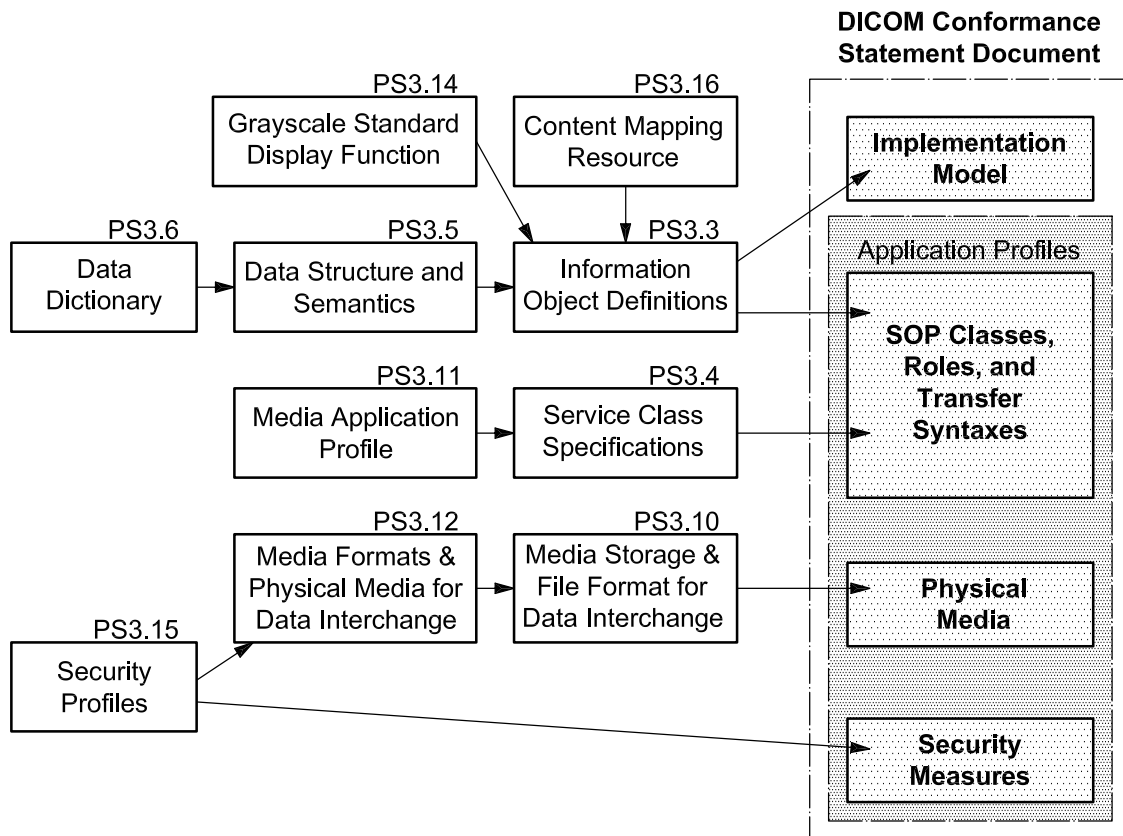 DICOM Conformance
Statement Document
PS3.14
Grayscale Standard
Display Function
PS3.16
Content Mapping
Resource
Implementation
Model
PS3.6
Data
Dictionary
PS3.5
Data Structure and
Semantics
PS3.3
Information
Object Definitions
Application Profiles
SOP Classes,
Roles, and
Transfer
Syntaxes
PS3.11
Media Application
Profile
PS3.4
Service Class
Specifications
PS3.12
Media Formats &
Physical Media for
Data Interchange
PS3.10
Media Storage &
File Format for
Data Interchange
Physical
Media
PS3.15
Security
Profiles
Security
Measures